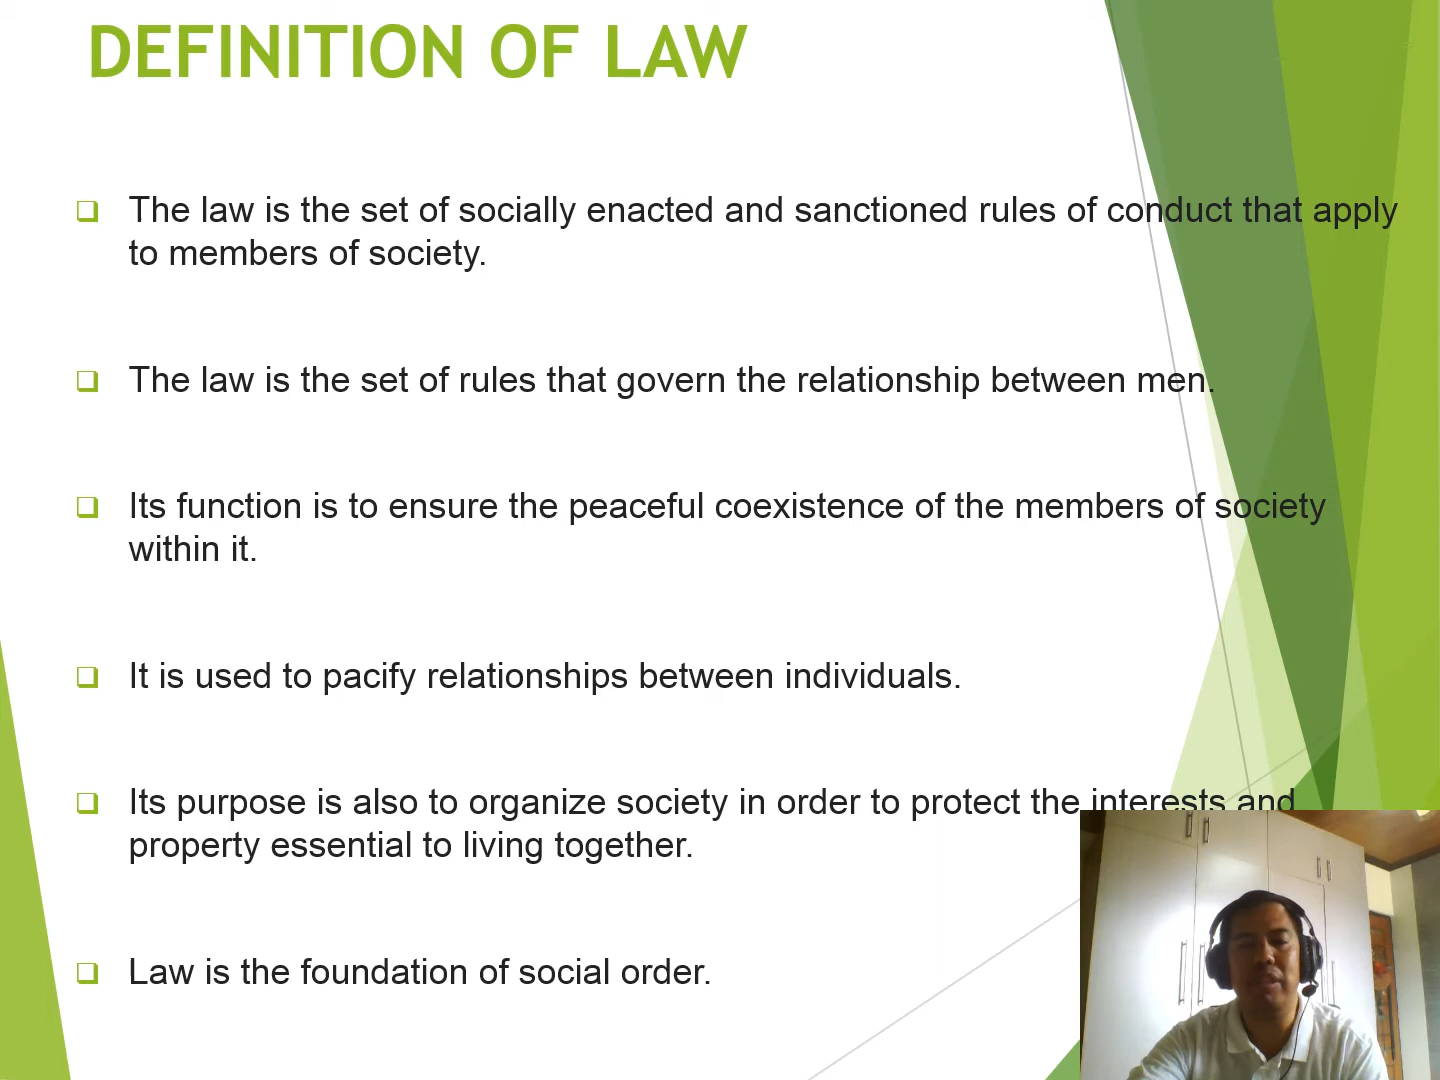 DEFINITION OF LAW
The law is the set of socially enacted and sanctioned rules of conduct that apply
to members of society.
The law is the set of rules that govern the relationship between men.
Its function is to ensure the peaceful coexistence of the members of society
within it.
It is used to pacify relationships between individuals.
Its purpose is also to organize society in order to protect the interests and
property essential to living together.
Law is the foundation of social order.